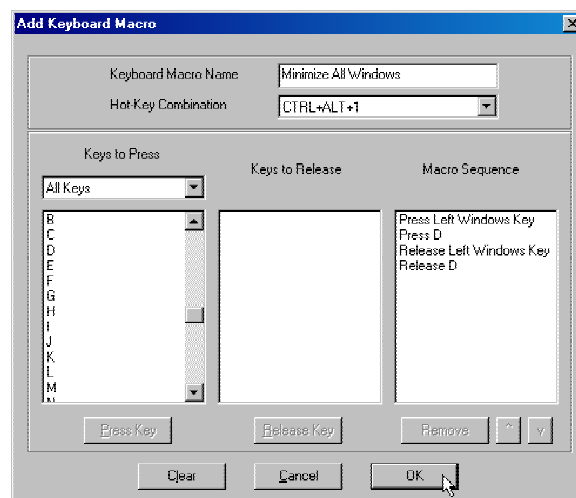 Add Keyboard Macro
Keyboard Macro Name
Minimize All Windows
Hot-Key Combination
CTRL+ALT+1
Keys to Press
Keys to Release
Macro Sequence
All Keys
B
C
D
E
F
G
H
I
J
K
L
M
N
Press Left Windows Key
Press D
Release Left Windows Key
Release D
Press Key
Release Key
Remove
^
v
Clear
Cancel
OK